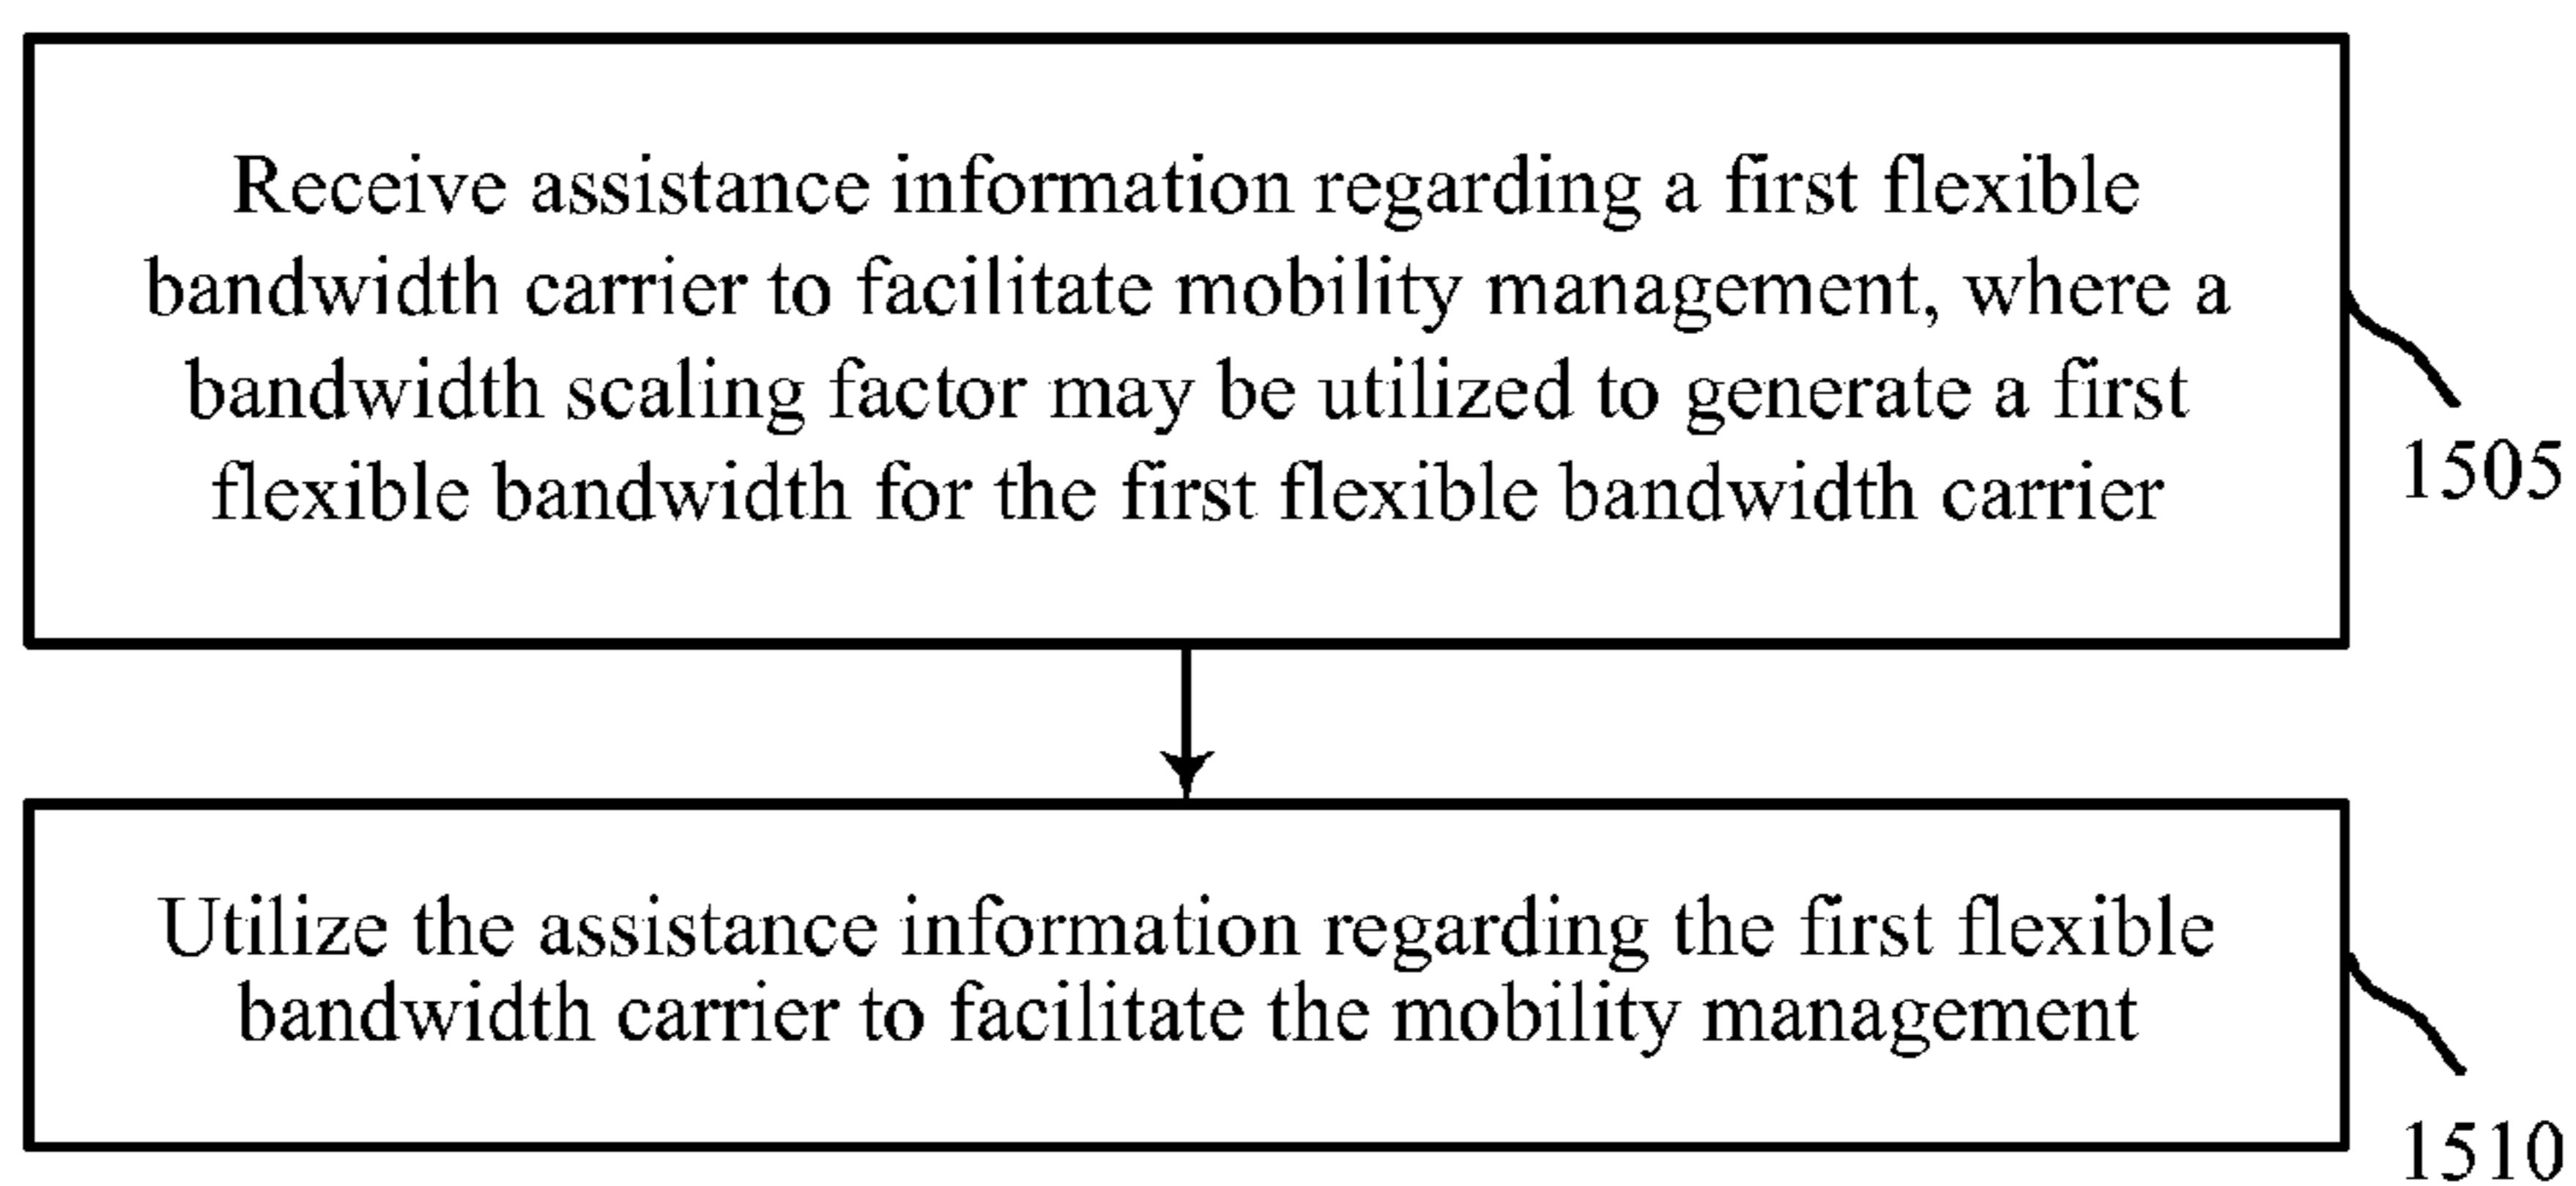 Receive assistance information regarding a first flexible
bandwidth carrier to facilitate mobility management, where a
bandwidth scaling factor may be utilized to generate a first
flexible bandwidth for the first flexible bandwidth carrier
1505
Utilize the assistance information regarding the first flexible
bandwidth carrier to facilitate the mobility management
1510